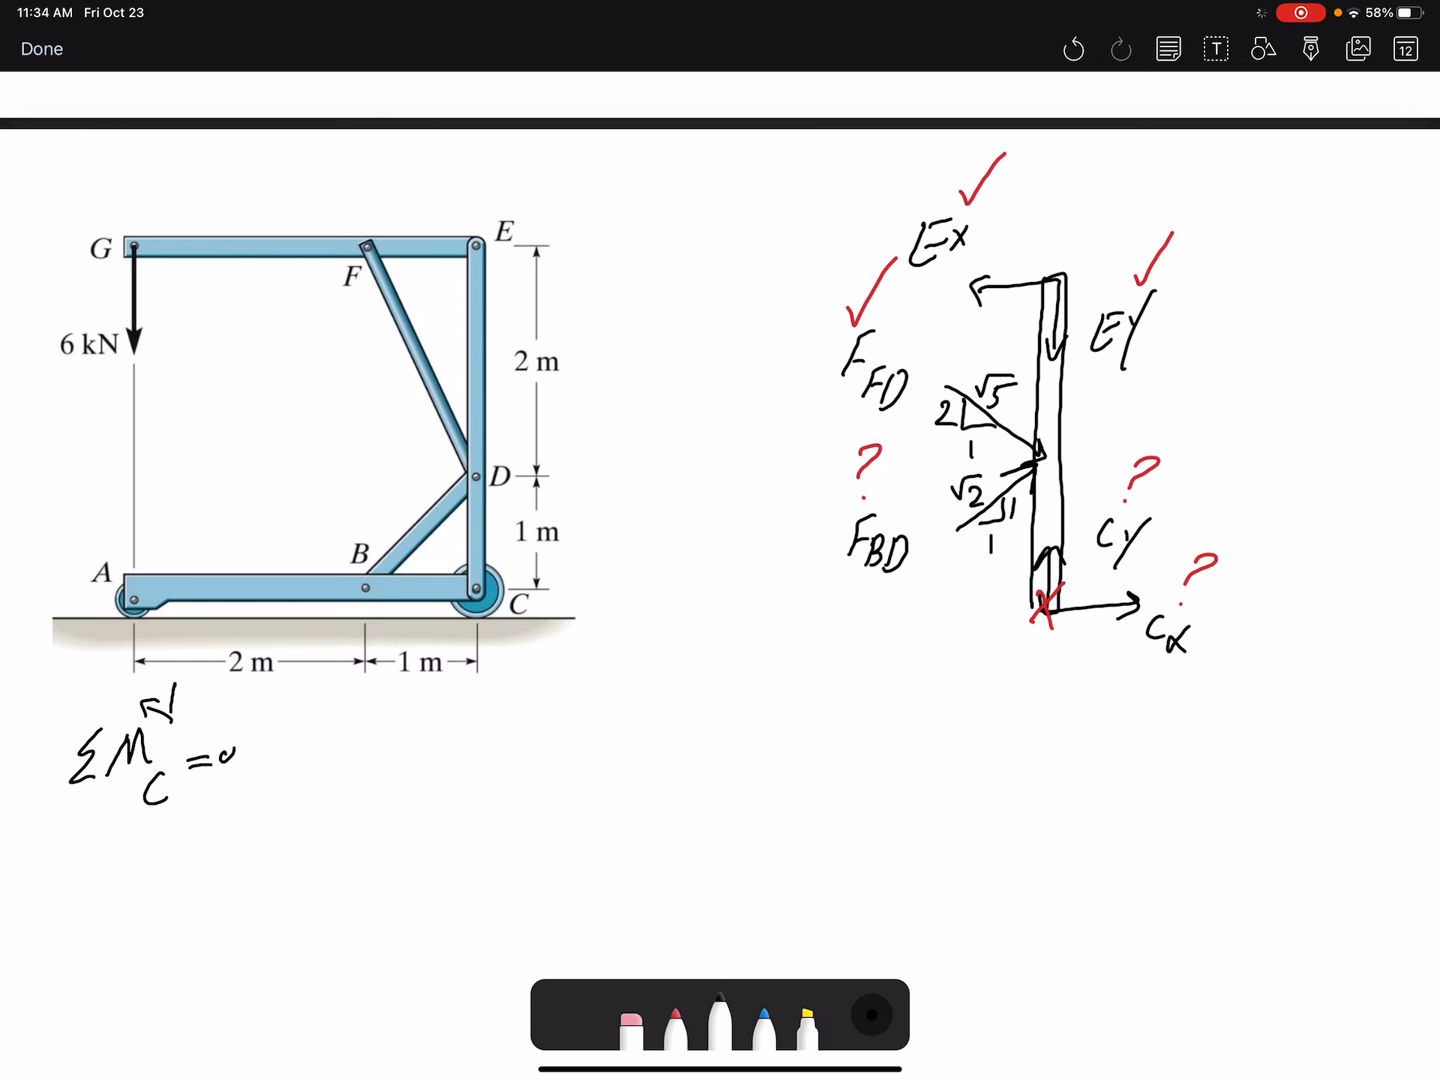 11:34 AM Fri Oct 23
58%
Done
T
12
G
E
F
6 kN
2 m
D
1 m
B
A
C
2 m
1 m
ΣM_C = 0
Ex
EY
F_FD
2
√5
1
?
√2
1
1
?
F_BD
CY
?
Cx